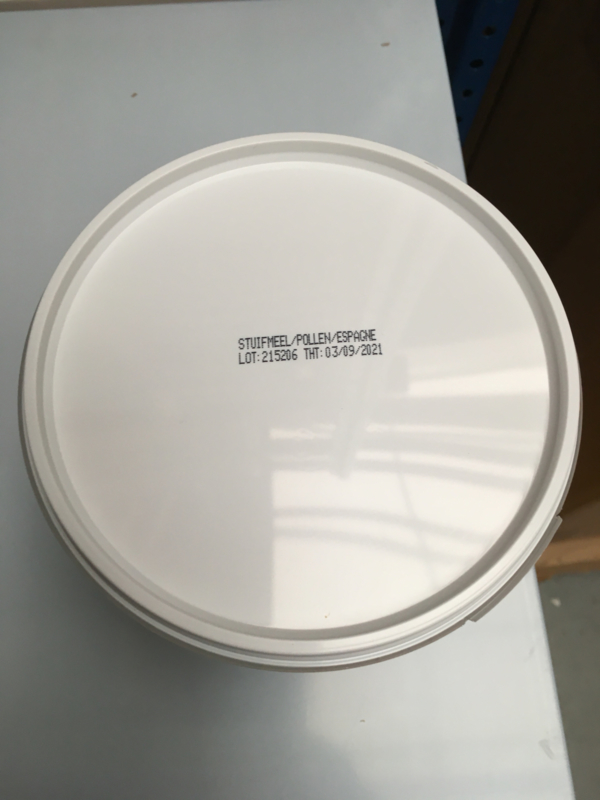 STUIFMEEL/POLLEN/ESPAGNE
LOT:215206 THT:03/09/2021